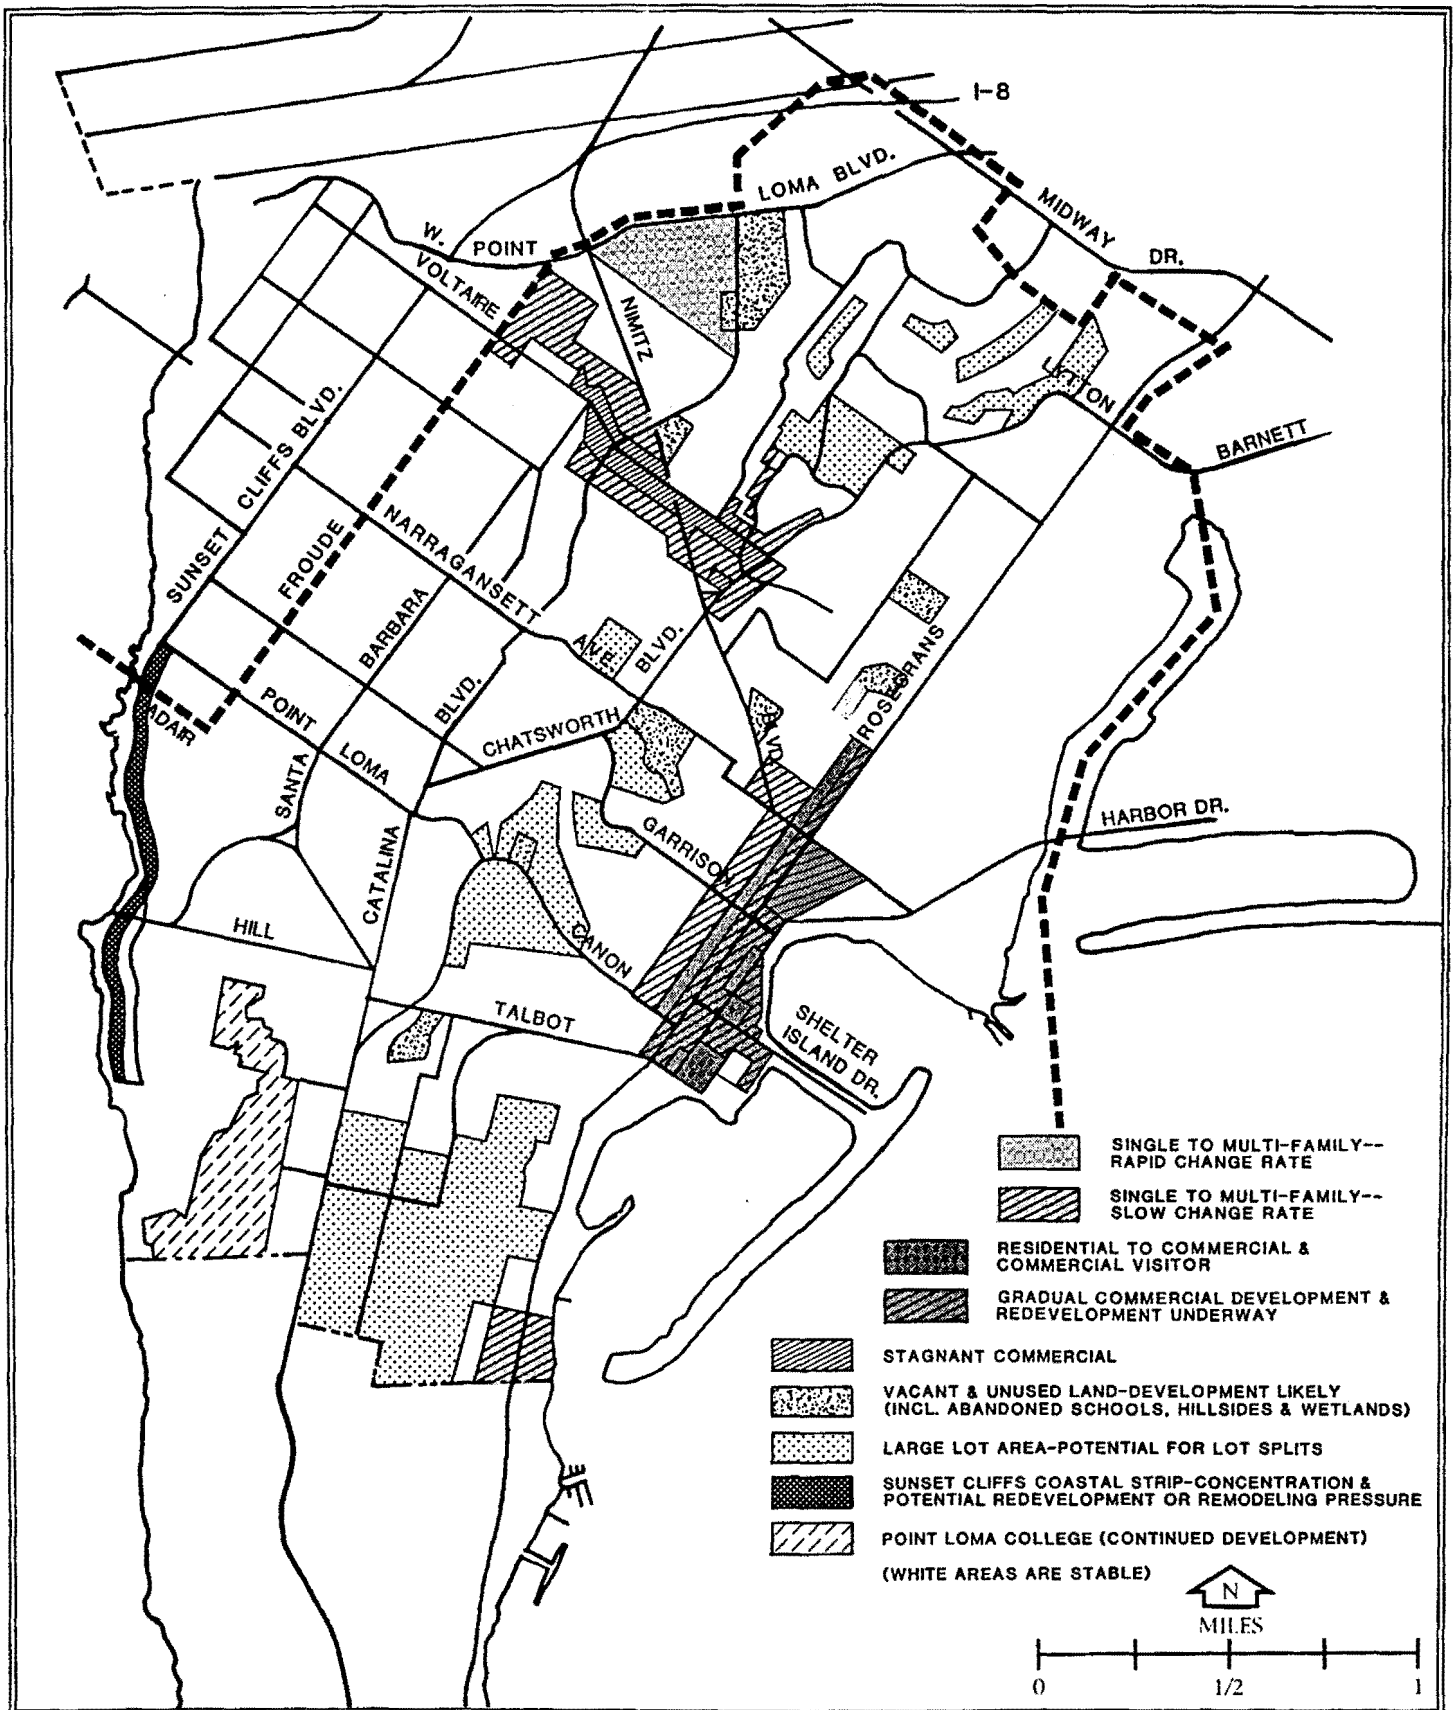 I-8
LOMA BLVD.
W. POINT
MIDWAY
DR.
VOLTAIRE
NIMITZ
LYTTON
BARNETT
SUNSET CLIFFS BLVD.
FROUDE
NARRAGANSETT
AVE.
BARBARA
BLVD.
ROSECRANS
ADAIR
POINT
LOMA
BLVD.
CHATSWORTH
BLVD.
SANTA
HARBOR DR.
GARRISON
CATALINA
HILL
CANON
TALBOT
SHELTER
ISLAND DR.
SINGLE TO MULTI-FAMILY--
RAPID CHANGE RATE
SINGLE TO MULTI-FAMILY--
SLOW CHANGE RATE
RESIDENTIAL TO COMMERCIAL &
COMMERCIAL VISITOR
GRADUAL COMMERCIAL DEVELOPMENT &
REDEVELOPMENT UNDERWAY
STAGNANT COMMERCIAL
VACANT & UNUSED LAND-DEVELOPMENT LIKELY
(INCL. ABANDONED SCHOOLS, HILLSIDES & WETLANDS)
LARGE LOT AREA-POTENTIAL FOR LOT SPLITS
SUNSET CLIFFS COASTAL STRIP-CONCENTRATION &
POTENTIAL REDEVELOPMENT OR REMODELING PRESSURE
POINT LOMA COLLEGE (CONTINUED DEVELOPMENT)
(WHITE AREAS ARE STABLE)
N
MILES
0 1/2 1